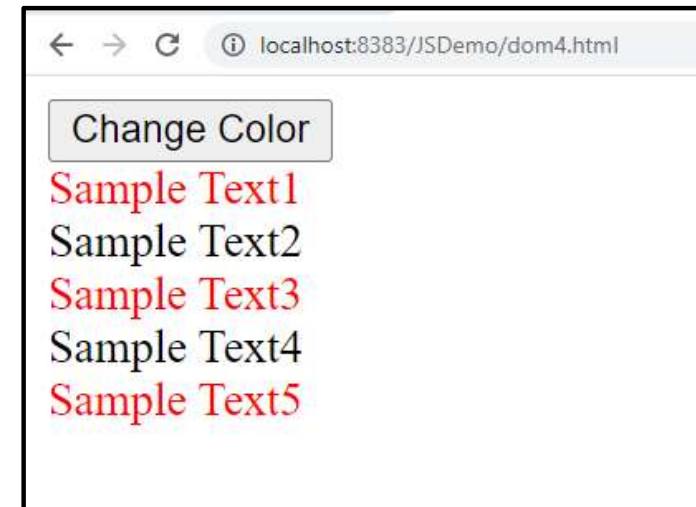 localhost:8383/JSDemo/dom4.html
Change Color
Sample Text1
Sample Text2
Sample Text3
Sample Text4
Sample Text5